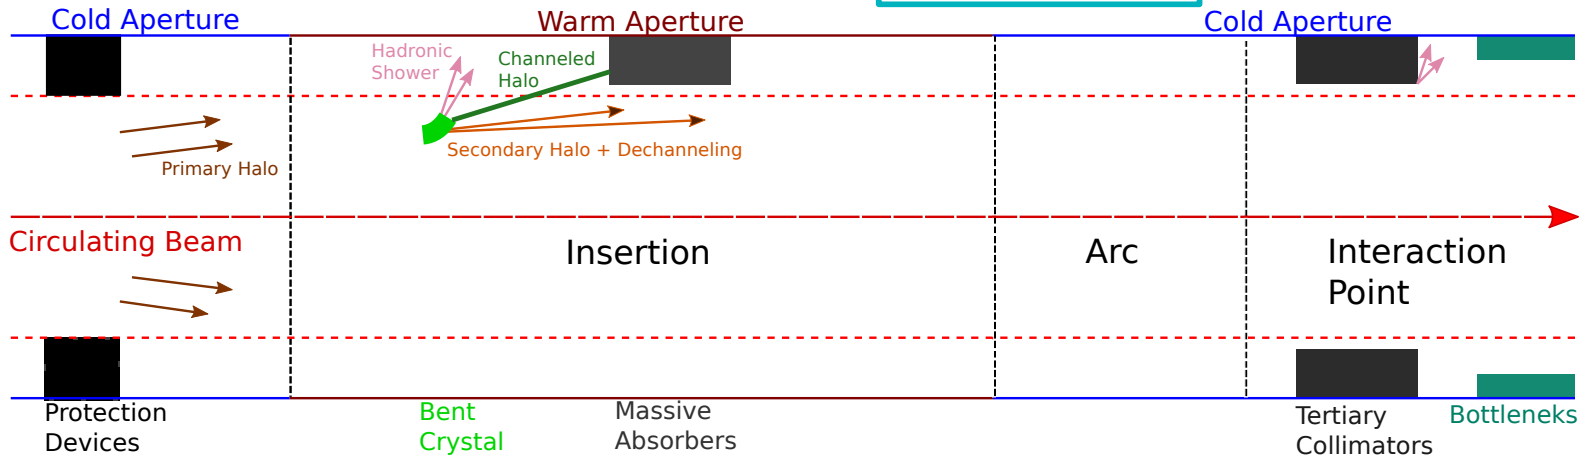 Cold Aperture
Warm Aperture
Cold Aperture
Hadronic
Shower
Channeled
Halo
Primary Halo
Secondary Halo + Dechanneling
Circulating Beam
Insertion
Arc
Interaction
Point
Protection
Devices
Bent
Crystal
Massive
Absorbers
Tertiary
Collimators
Bottleneks